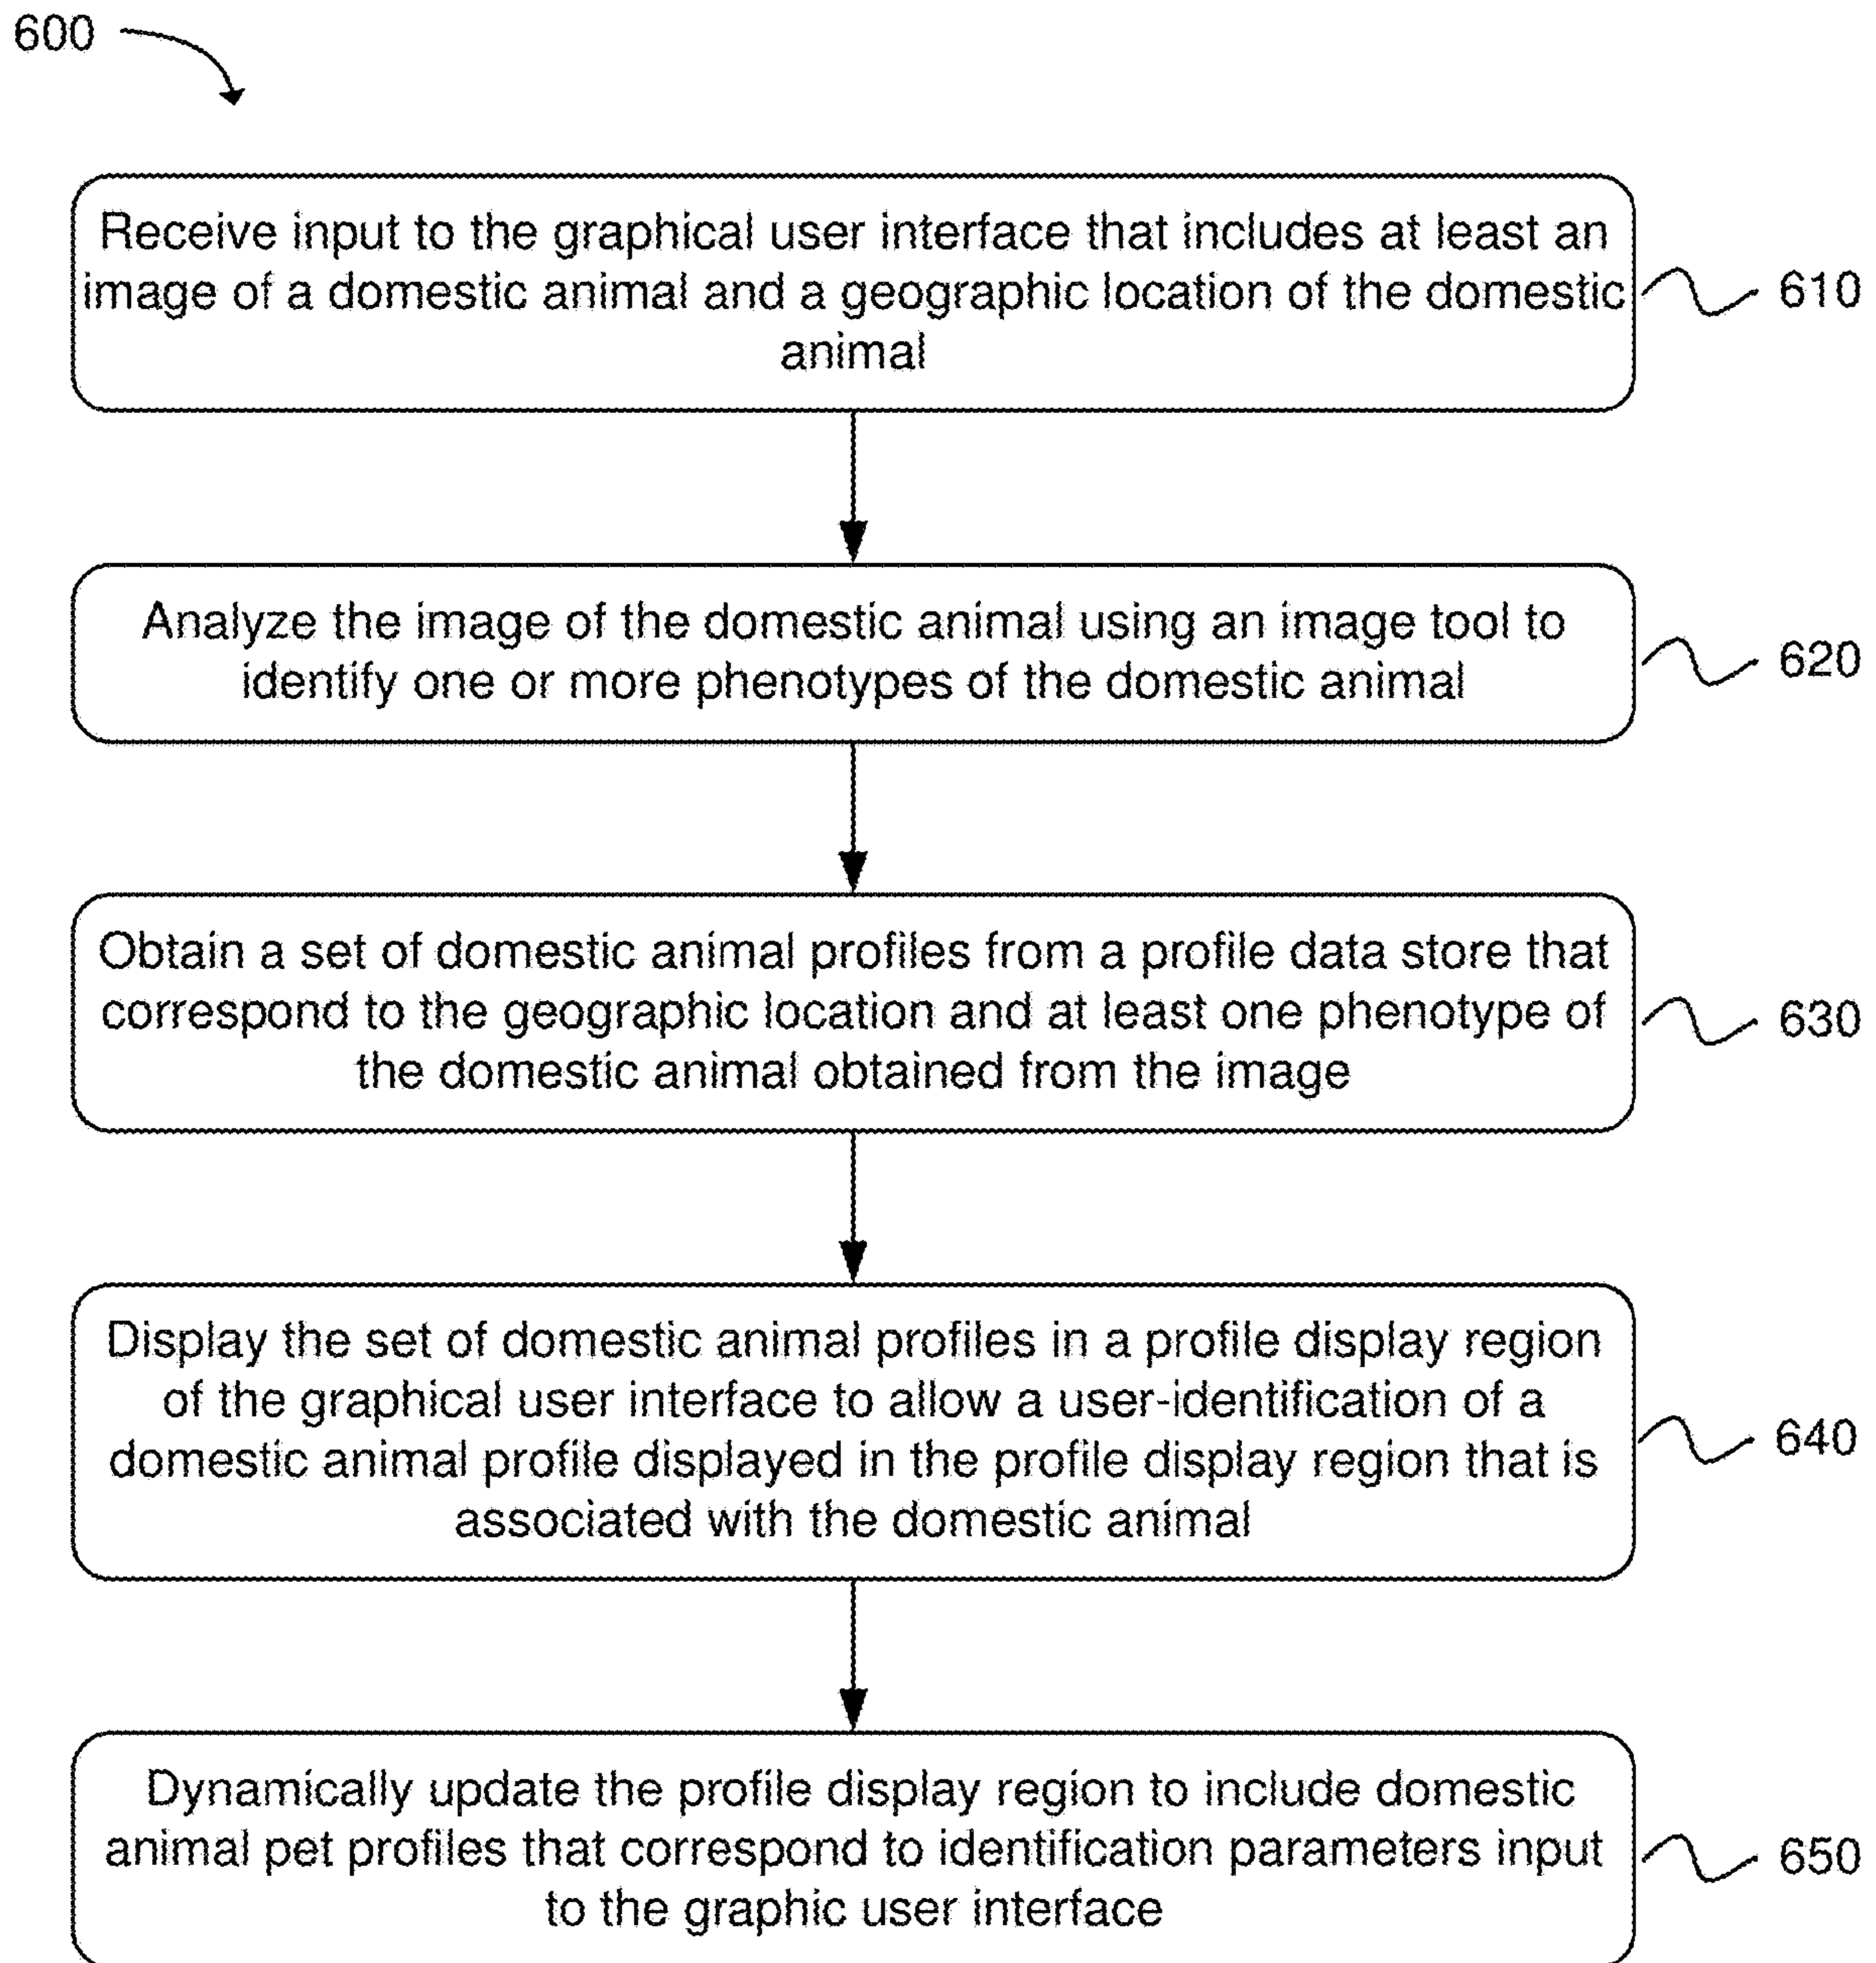 600
Receive input to the graphical user interface that includes at least an
image of a domestic animal and a geographic location of the domestic
animal
610
Analyze the image of the domestic animal using an image tool to
identify one or more phenotypes of the domestic animal
620
Obtain a set of domestic animal profiles from a profile data store that
correspond to the geographic location and at least one phenotype of
the domestic animal obtained from the image
630
Display the set of domestic animal profiles in a profile display region
of the graphical user interface to allow a user-identification of a
domestic animal profile displayed in the profile display region that is
associated with the domestic animal
640
Dynamically update the profile display region to include domestic
animal pet profiles that correspond to identification parameters input
to the graphic user interface
650